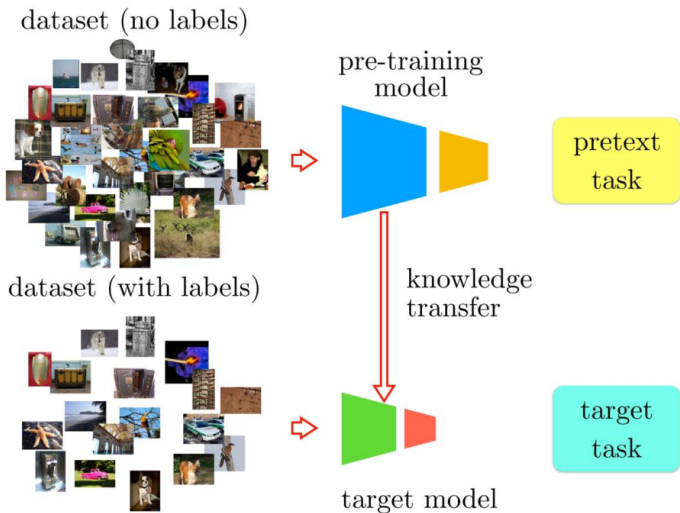 dataset (no labels)
pre-training
model
pretext
task
knowledge
transfer
dataset (with labels)
target
task
target model